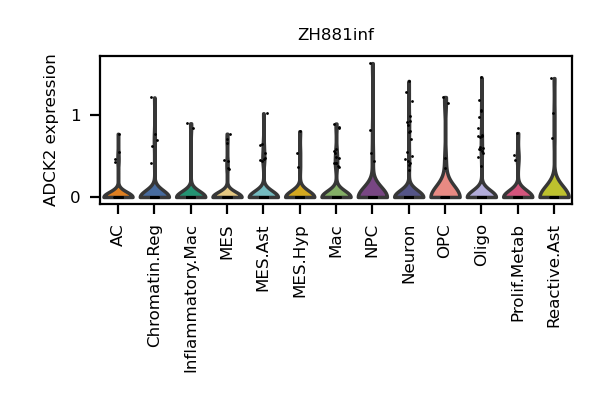 ZH881inf
ADCK2 expression
1
0
AC
Chromatin.Reg
Inflammatory.Mac
MES
MES.Ast
MES.Hyp
Mac
NPC
Neuron
OPC
Oligo
Prolif.Metab
Reactive.Ast